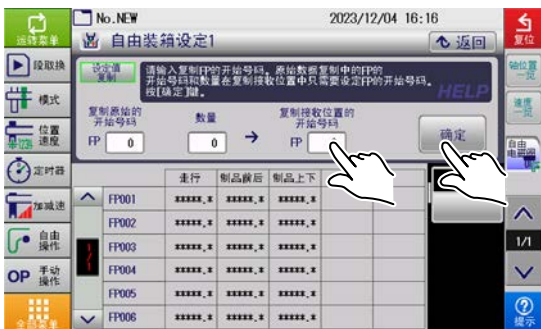 No.NEW
2023/12/04 16:16
运转菜单
自由装箱设定1
返回
复位
段取换
设定值
复制
请输入复制FP的开始号码。原始数据复制中的FP的
开始号码和数量在复制接收位置中只需要设定FP的开始号码。
按[确定]键。
HELP
轴位置
一览
模式
复制原始的
开始号码
数量
复制接收位置的
开始号码
速度
一览
位置
速度
FP 0
0
→
FP
确定
自由
电磁阀
定时器
走行
制品前后
制品上下
加减速
FP001 *****.* *****.* *****.*
FP002 *****.* *****.* *****.*
自由
操作
FP003 *****.* *****.* *****.*
1/1
1/1
OP
手动
操作
FP004 *****.* *****.* *****.*
FP005 *****.* *****.* *****.*
FP006 *****.* *****.* *****.*
全部菜单
提示